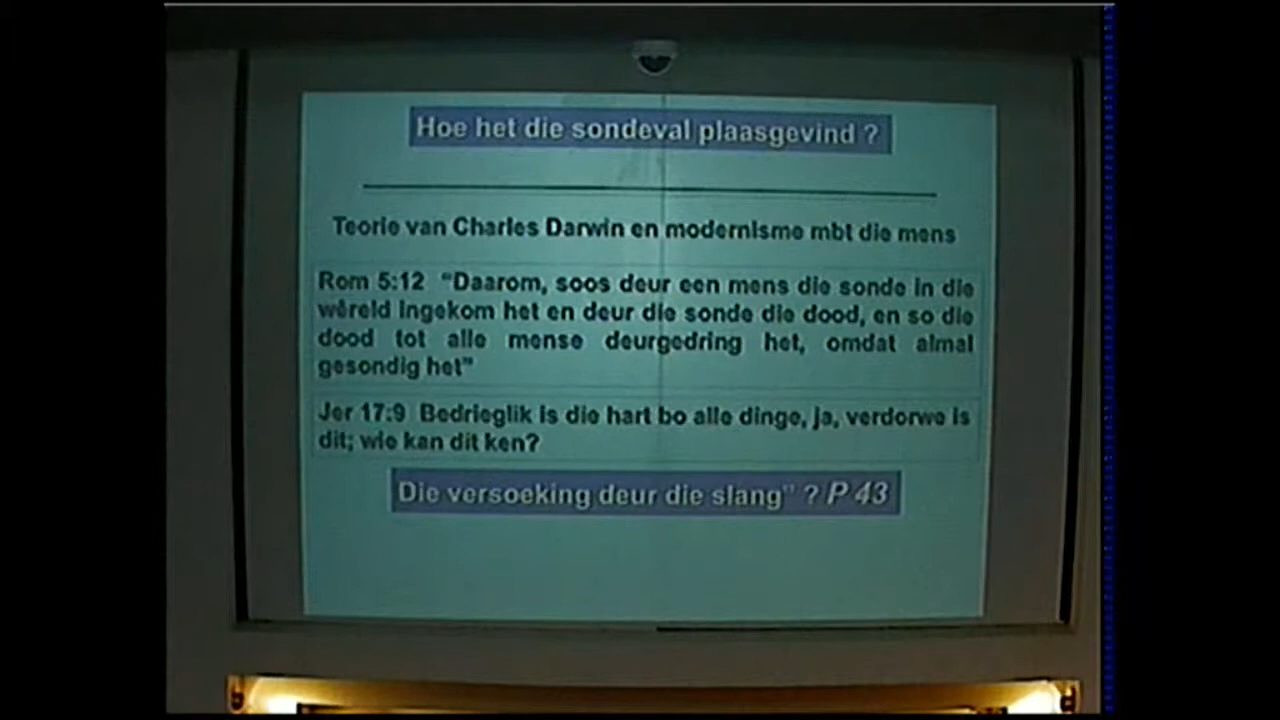 Hoe het die sondeval plaasgevind ?
Teorie van Charles Darwin en modernisme mbt die mens
Rom 5:12 "Daarom, soos deur een mens die sonde in die
wêreld ingekom het en deur die sonde die dood, en so die
dood tot alle mense deurgedring het, omdat almal
gesondig het"
Jer 17:9 Bedrieglik is die hart bo alle dinge, ja, verdorwe is
dit; wie kan dit ken?
Die versoeking deur die slang" ? P 43